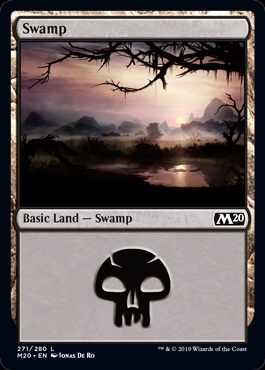 Swamp
Basic Land — Swamp
M20
271/280 L
M20 • EN Jonas De Ro
™ & © 2019 Wizards of the Coast